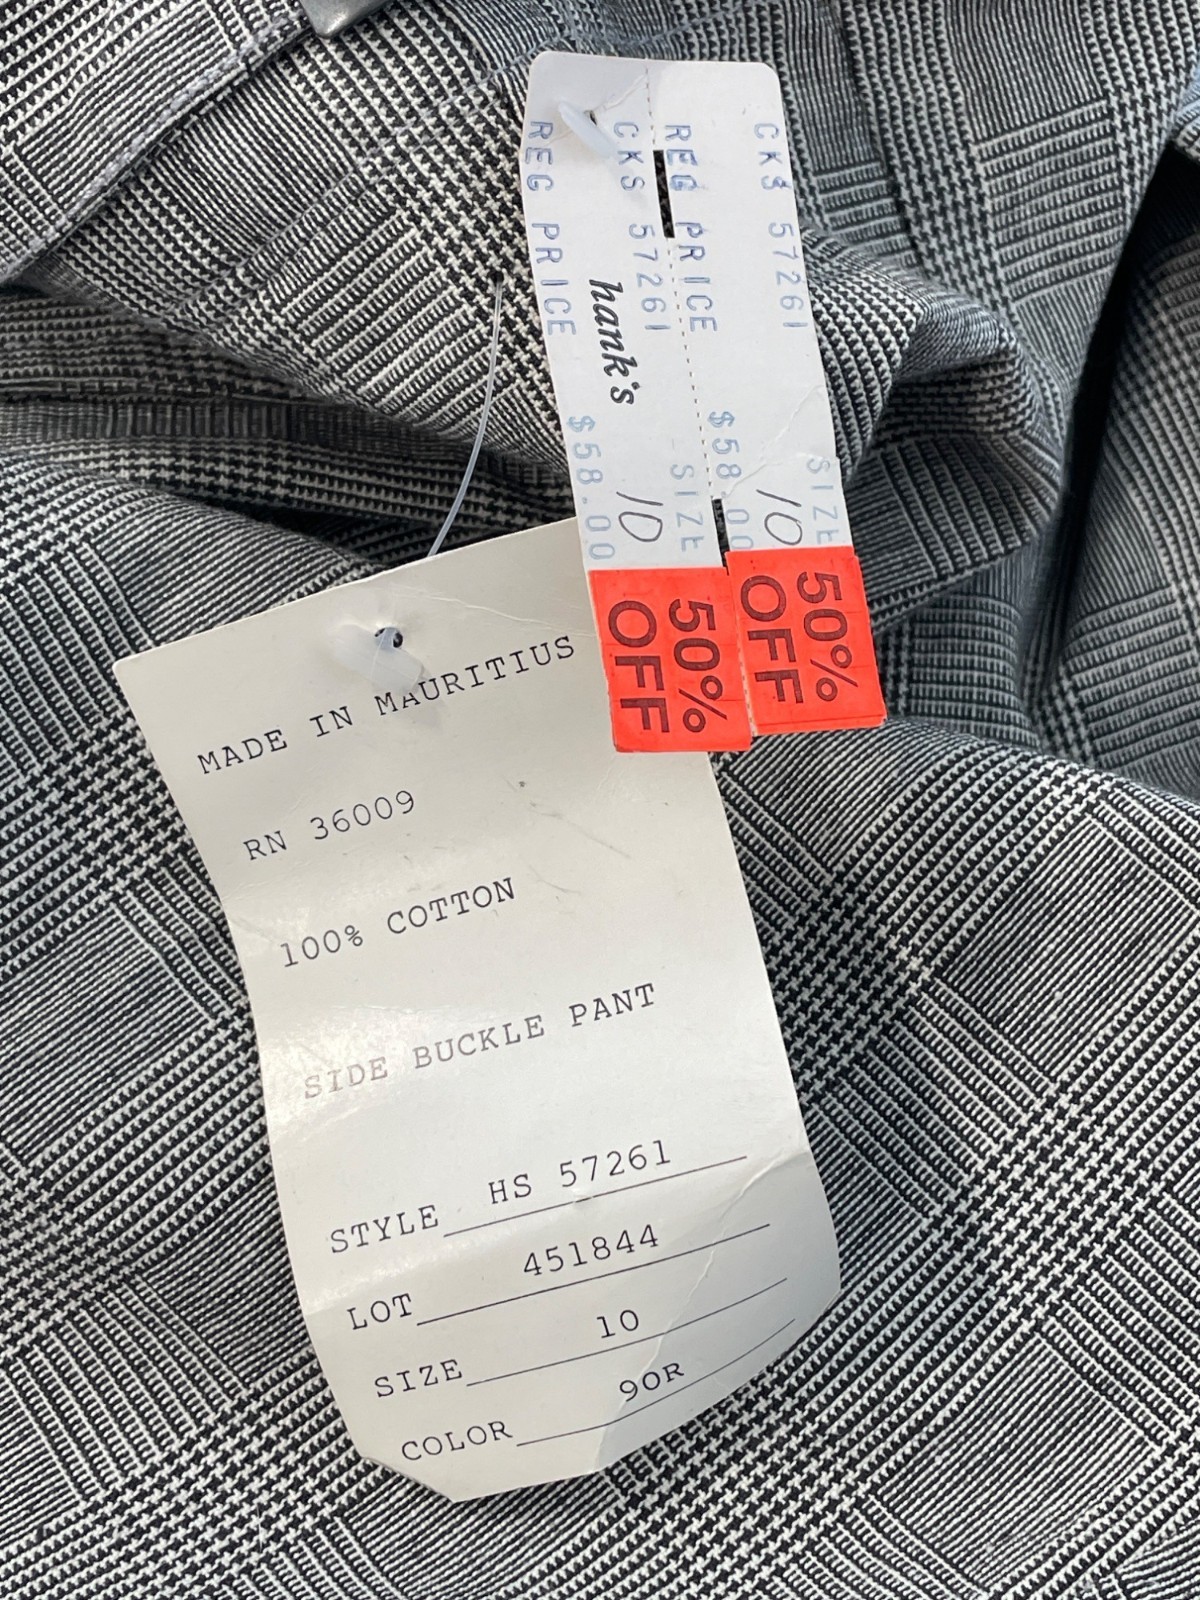 CKS 57261 SIZE
10
REG PRICE $58.00
50%
OFF
CKS 57261 SIZE
hank's 10
REG PRICE $58.00
50%
OFF
MADE IN MAURITIUS
RN 36009
100% COTTON
SIDE BUCKLE PANT
STYLE HS 57261
LOT 451844
SIZE 10
COLOR 90R